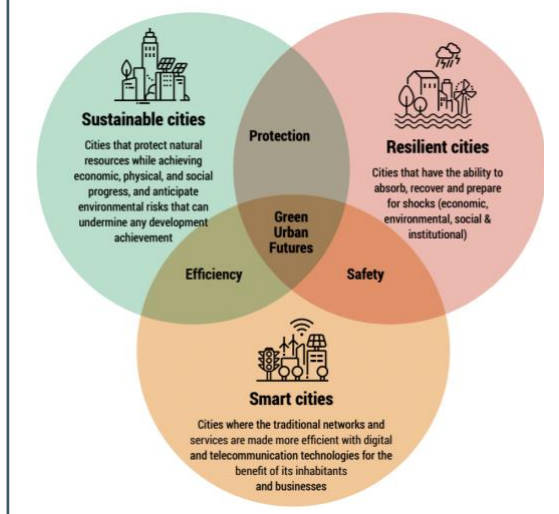 Sustainable cities
Cities that protect natural
resources while achieving
economic, physical, and social
progress, and anticipate
environmental risks that can
undermine any development
achievement
Protection
Resilient cities
Cities that have the ability to
absorb, recover and prepare
for shocks (economic,
environmental, social &
institutional)
Green
Urban
Futures
Efficiency
Safety
Smart cities
Cities where the traditional networks and
services are made more efficient with digital
and telecommunication technologies for the
benefit of its inhabitants
and businesses